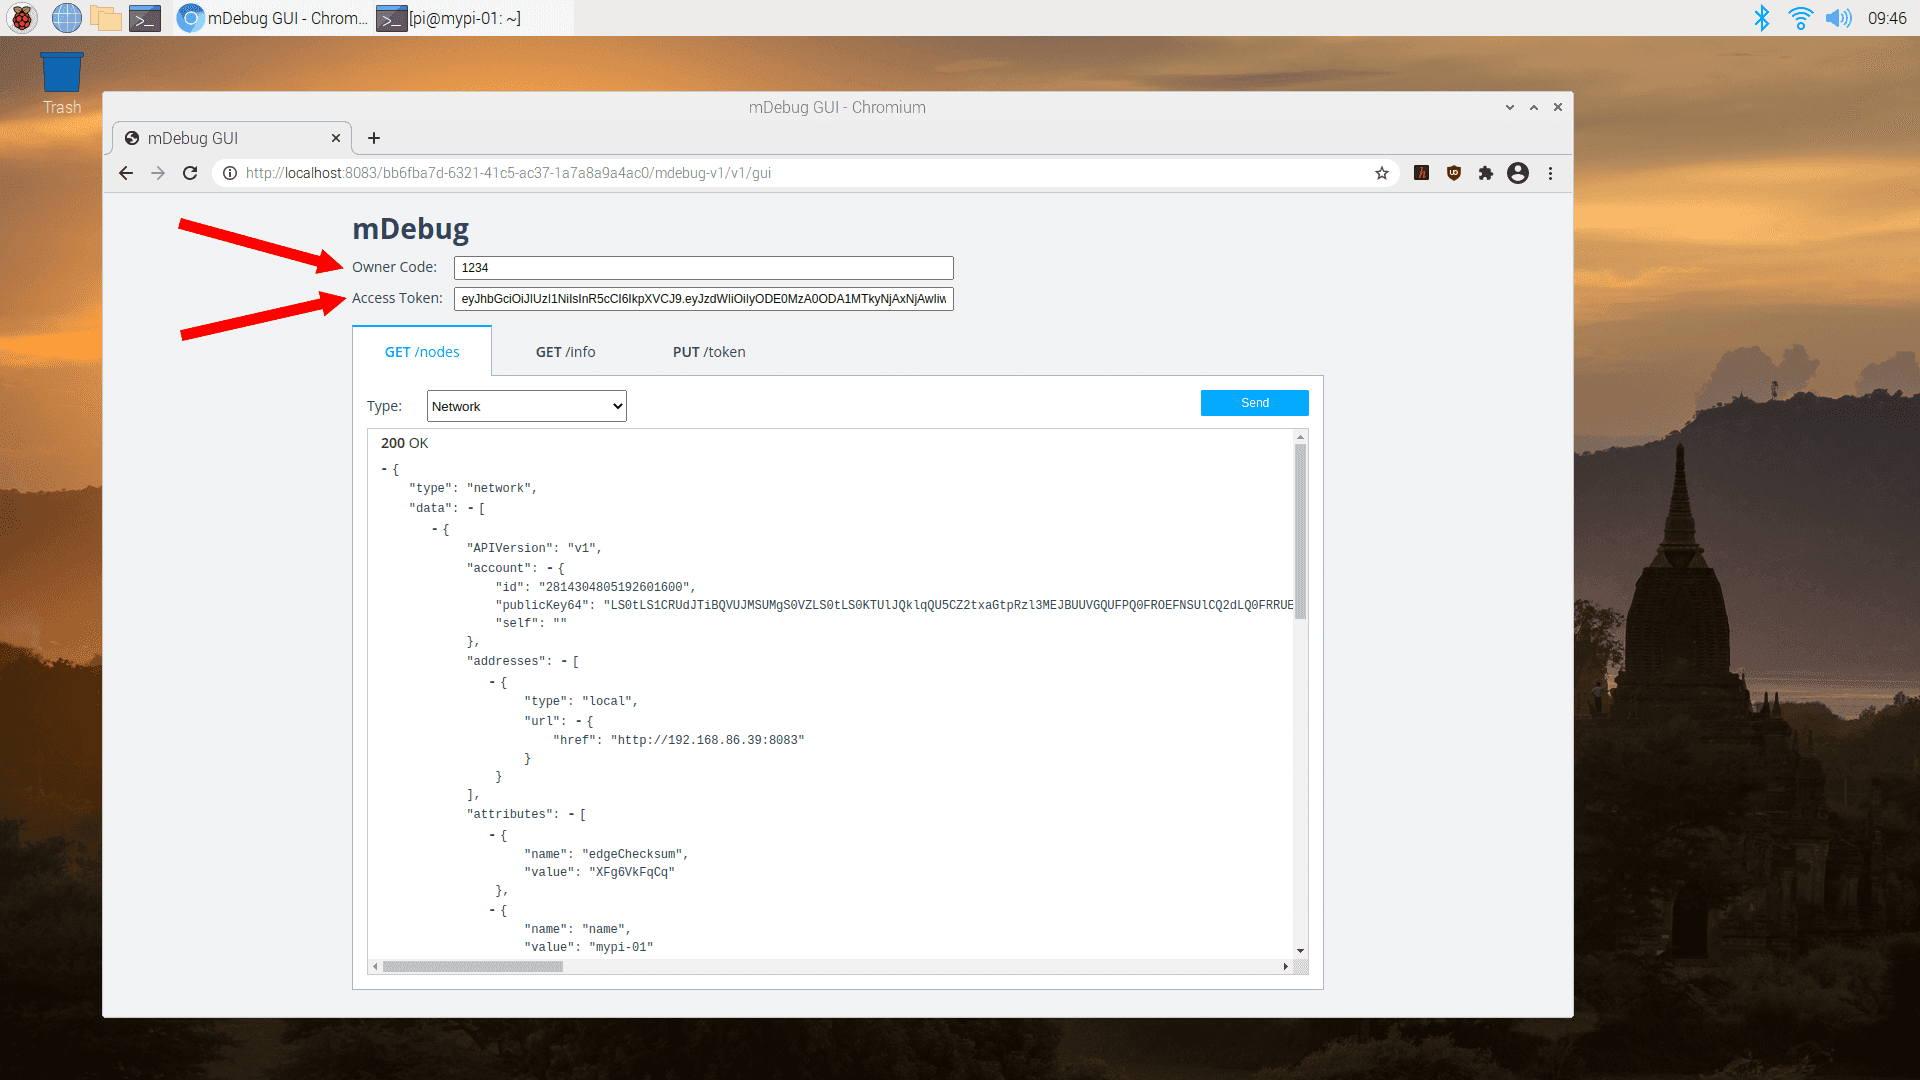 mDebug GUI - Chrom...
[pi@mypi-01: ~]
09:46
Trash
mDebug GUI - Chromium
mDebug GUI
http://localhost:8083/bb6fba7d-6321-41c5-ac37-1a7a8a9a4ac0/mdebug-v1/v1/gui
mDebug
Owner Code: 1234
Access Token: eyJhbGciOiJIUzI1NiIsInR5cCI6IkpXVCJ9.eyJzdWIiOiIyODE0MzA0ODA1MTkyNjAxNjAwIiw
GET /nodes
GET /info
PUT /token
Type: Network
Send
200 OK
- {
"type": "network",
"data": - [
- {
"APIVersion": "v1",
"account": - {
"id": "2814304805192601600",
"publicKey64": "LS0tLS1CRUdJTiBQVUJMSUMgS0VZLS0tLS0KTUlJQklqQU5CZ2txaGtpRzl3MEJBUUVGQUFPQ0FROEFNSUlCQ2dLQ0FRRUE
"self": ""
},
"addresses": - [
- {
"type": "local",
"url": - {
"href": "http://192.168.86.39:8083"
}
}
],
"attributes": - [
- {
"name": "edgeChecksum",
"value": "XFg6VkFqCq"
},
- {
"name": "name",
"value": "mypi-01"